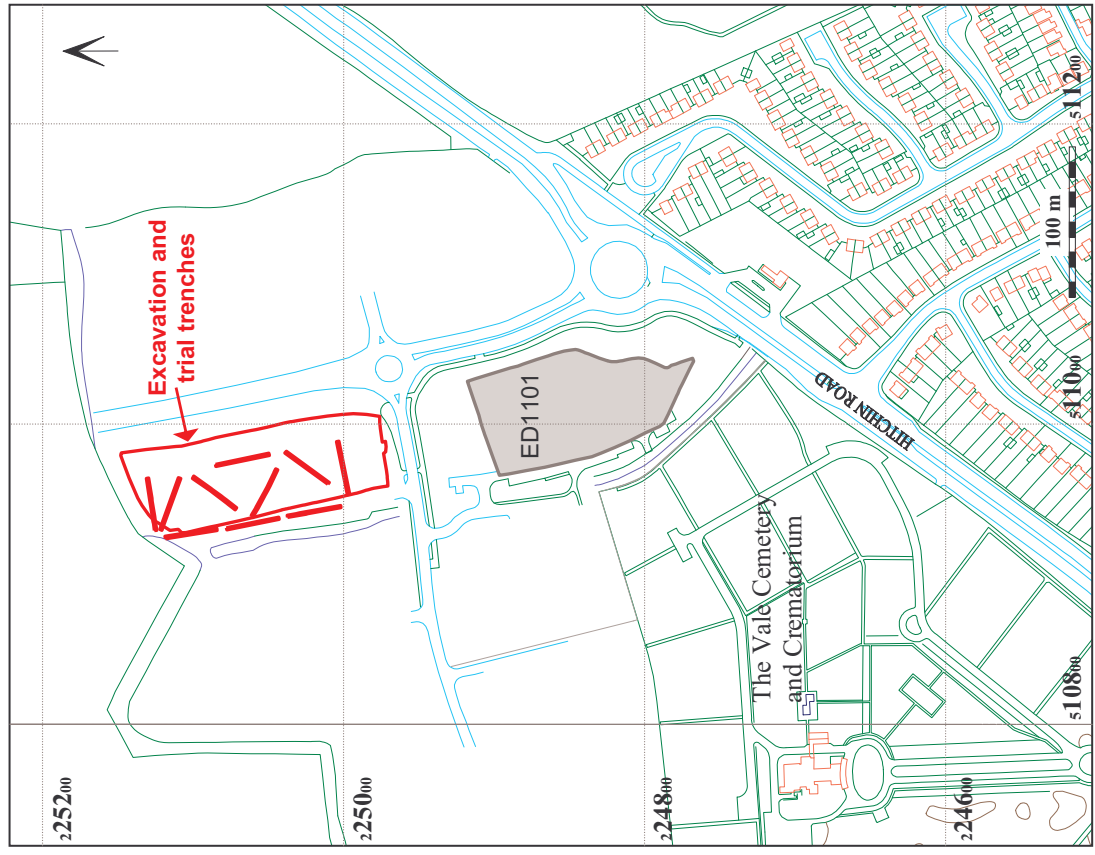 Excavation and
trial trenches
ED1101
HITCHIN ROAD
The Vale Cemetery
and Crematorium
100 m
225200
225000
224800
224600
510800
511000
511200